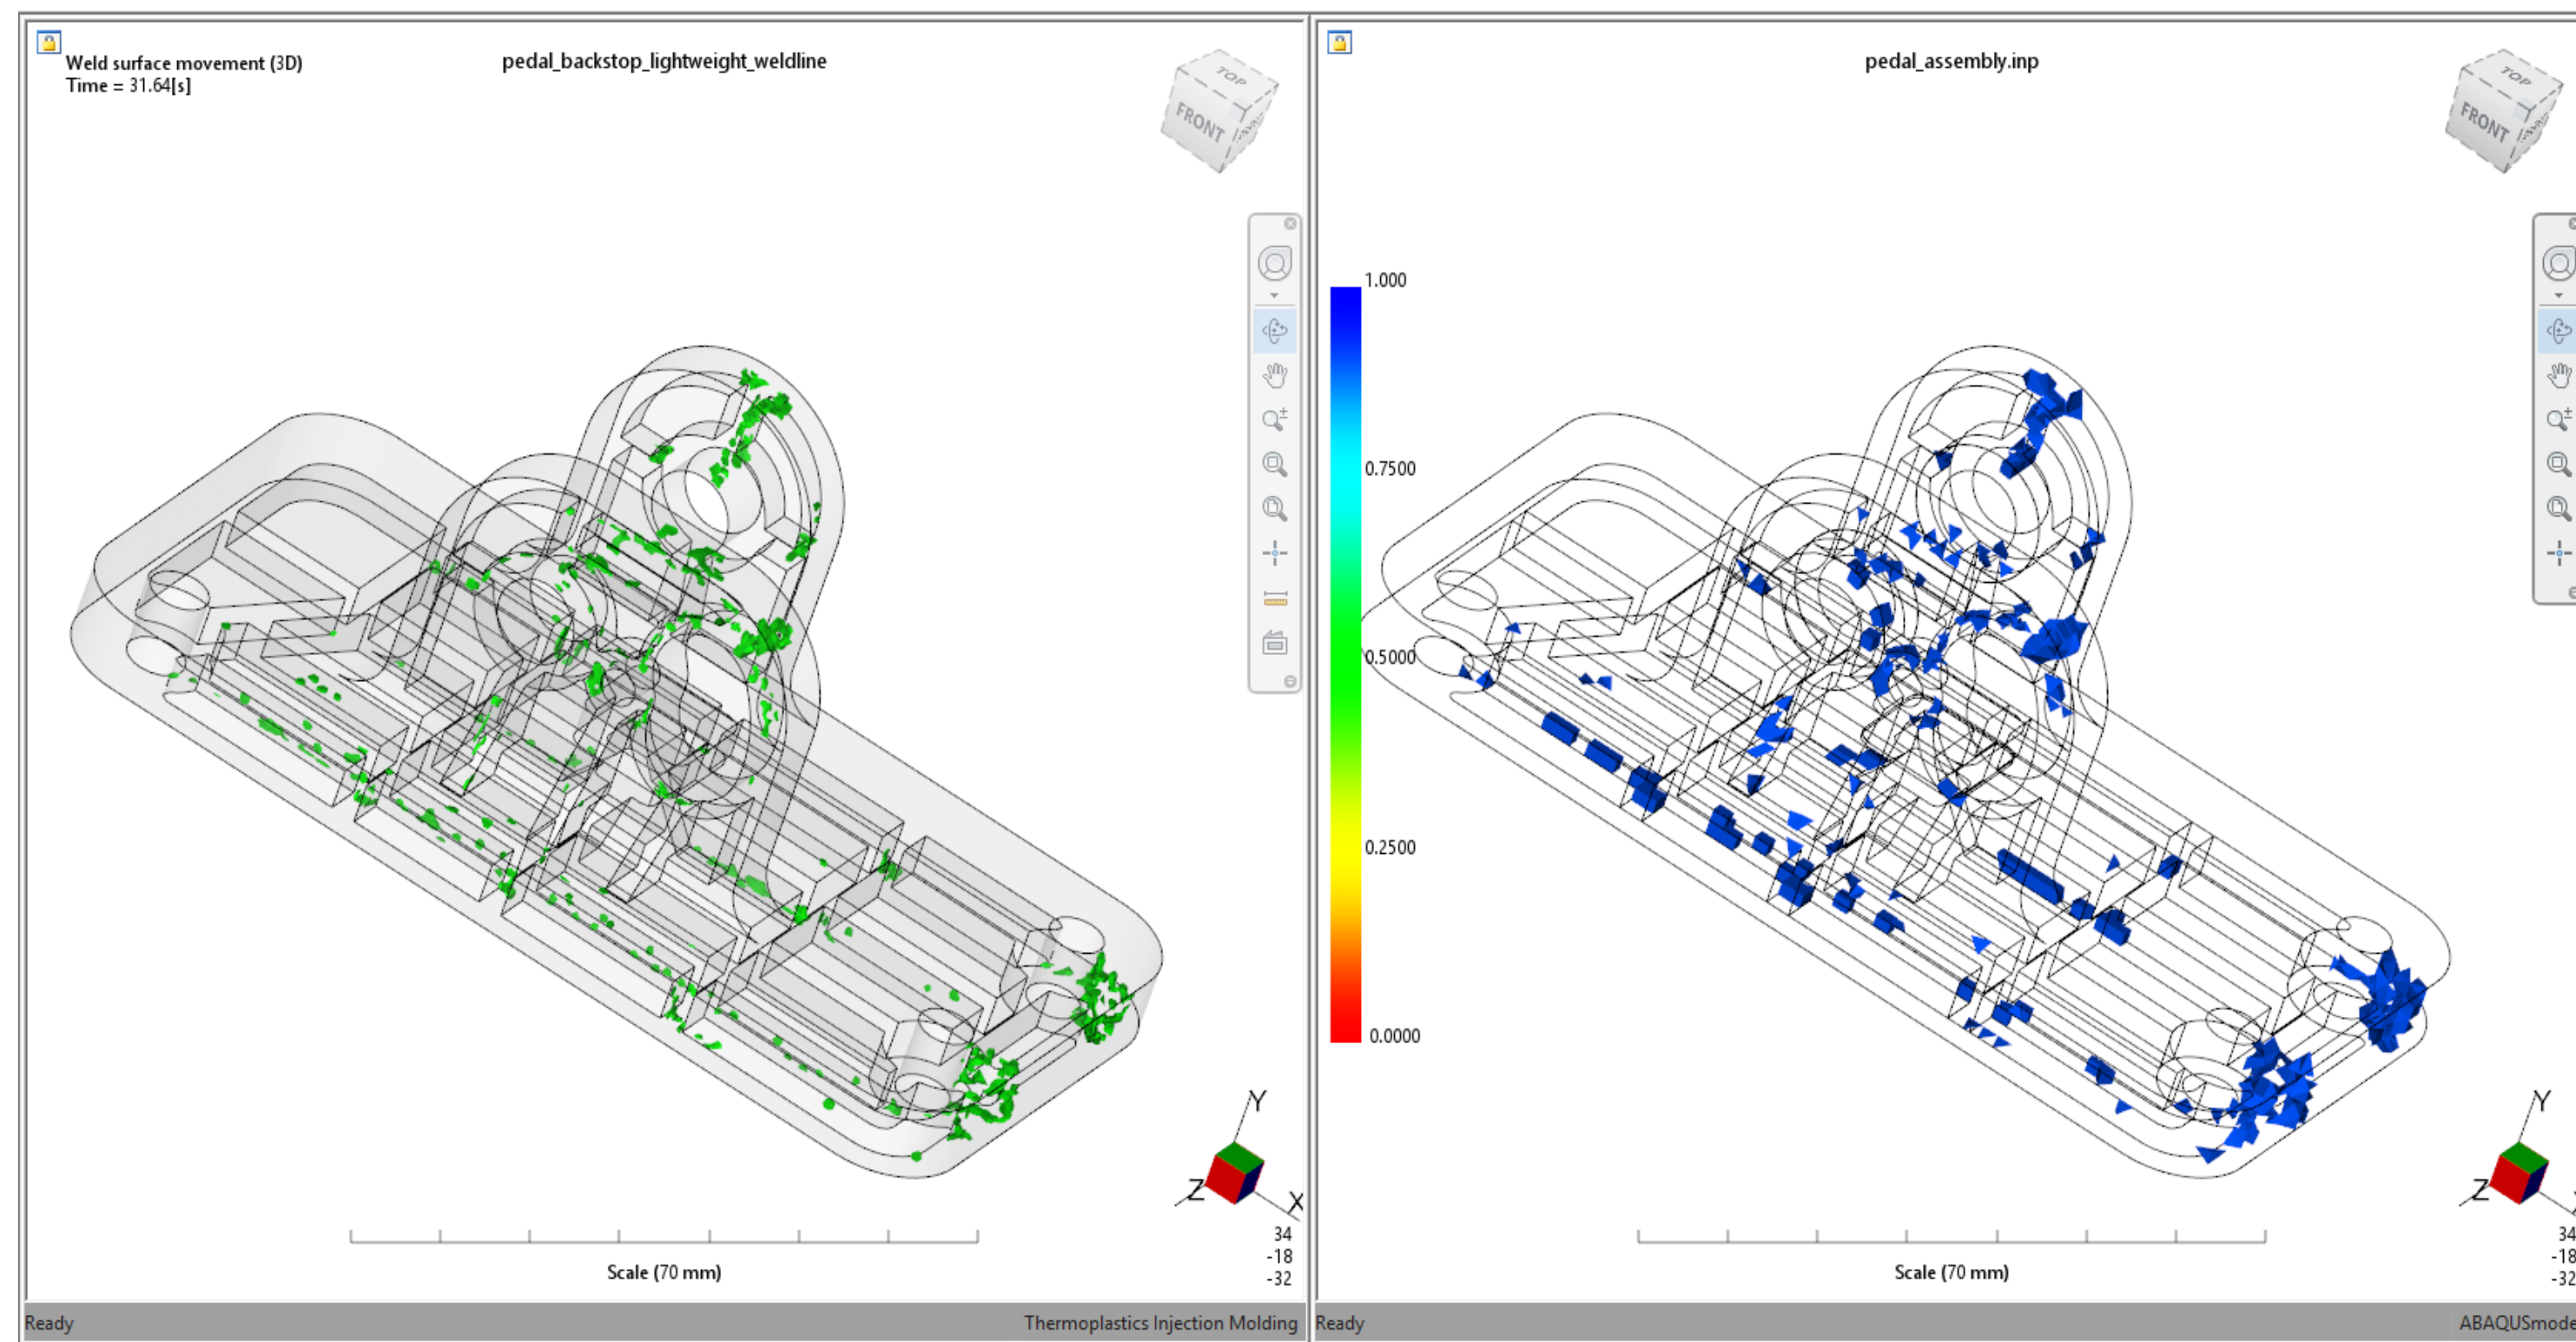 Weld surface movement (3D)
Time = 31.64[s]
pedal_backstop_lightweight_weldline
TOP
FRONT
Y
Z
X
34
-18
-32
Scale (70 mm)
Ready
Thermoplastics Injection Molding
pedal_assembly.inp
TOP
FRONT
1.000
0.7500
0.5000
0.2500
0.0000
Y
Z
34
-18
-32
Scale (70 mm)
Ready
ABAQUSmode